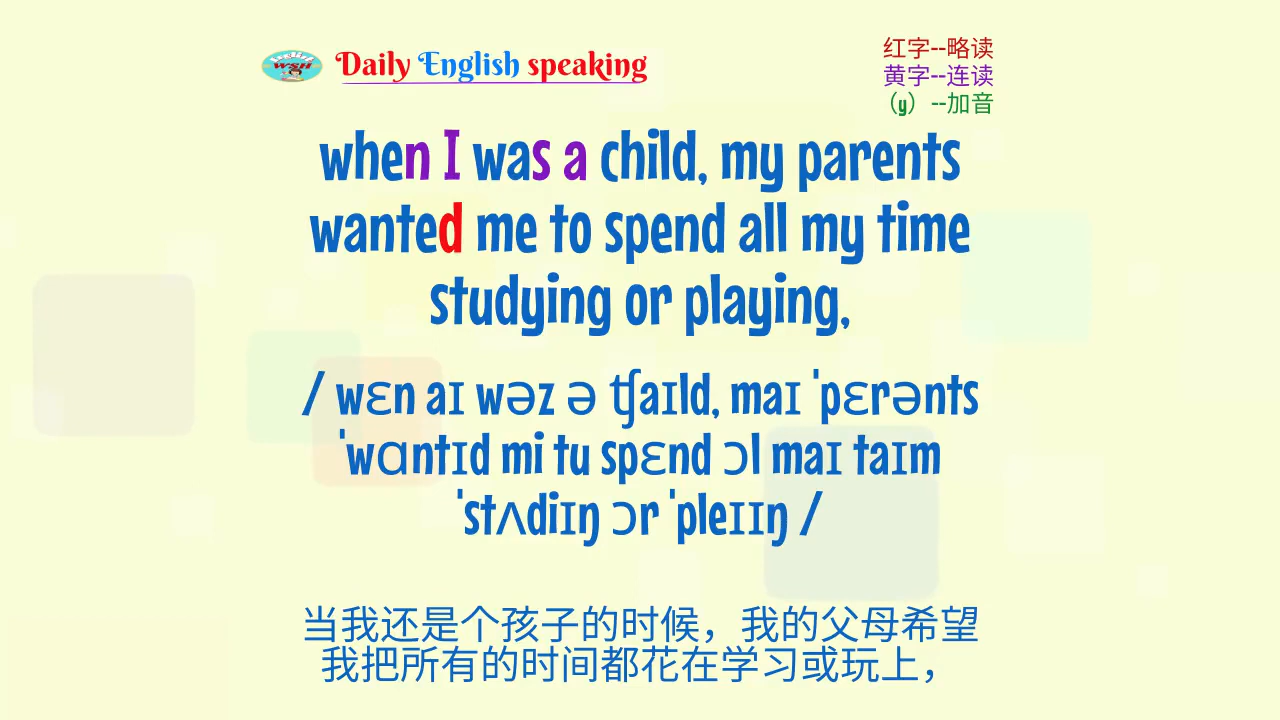 WSH
Daily English speaking
红字--略读
黄字--连读
（y）--加音
when I was a child, my parents
wanted me to spend all my time
studying or playing,
/ wɛn aɪ wəz ə ʧaɪld, maɪ ˈpɛrənts
ˈwɑntɪd mi tu spɛnd ɔl maɪ taɪm
ˈstʌdiɪŋ ɔr ˈpleɪɪŋ /
当我还是个孩子的时候，我的父母希望
我把所有的时间都花在学习或玩上，